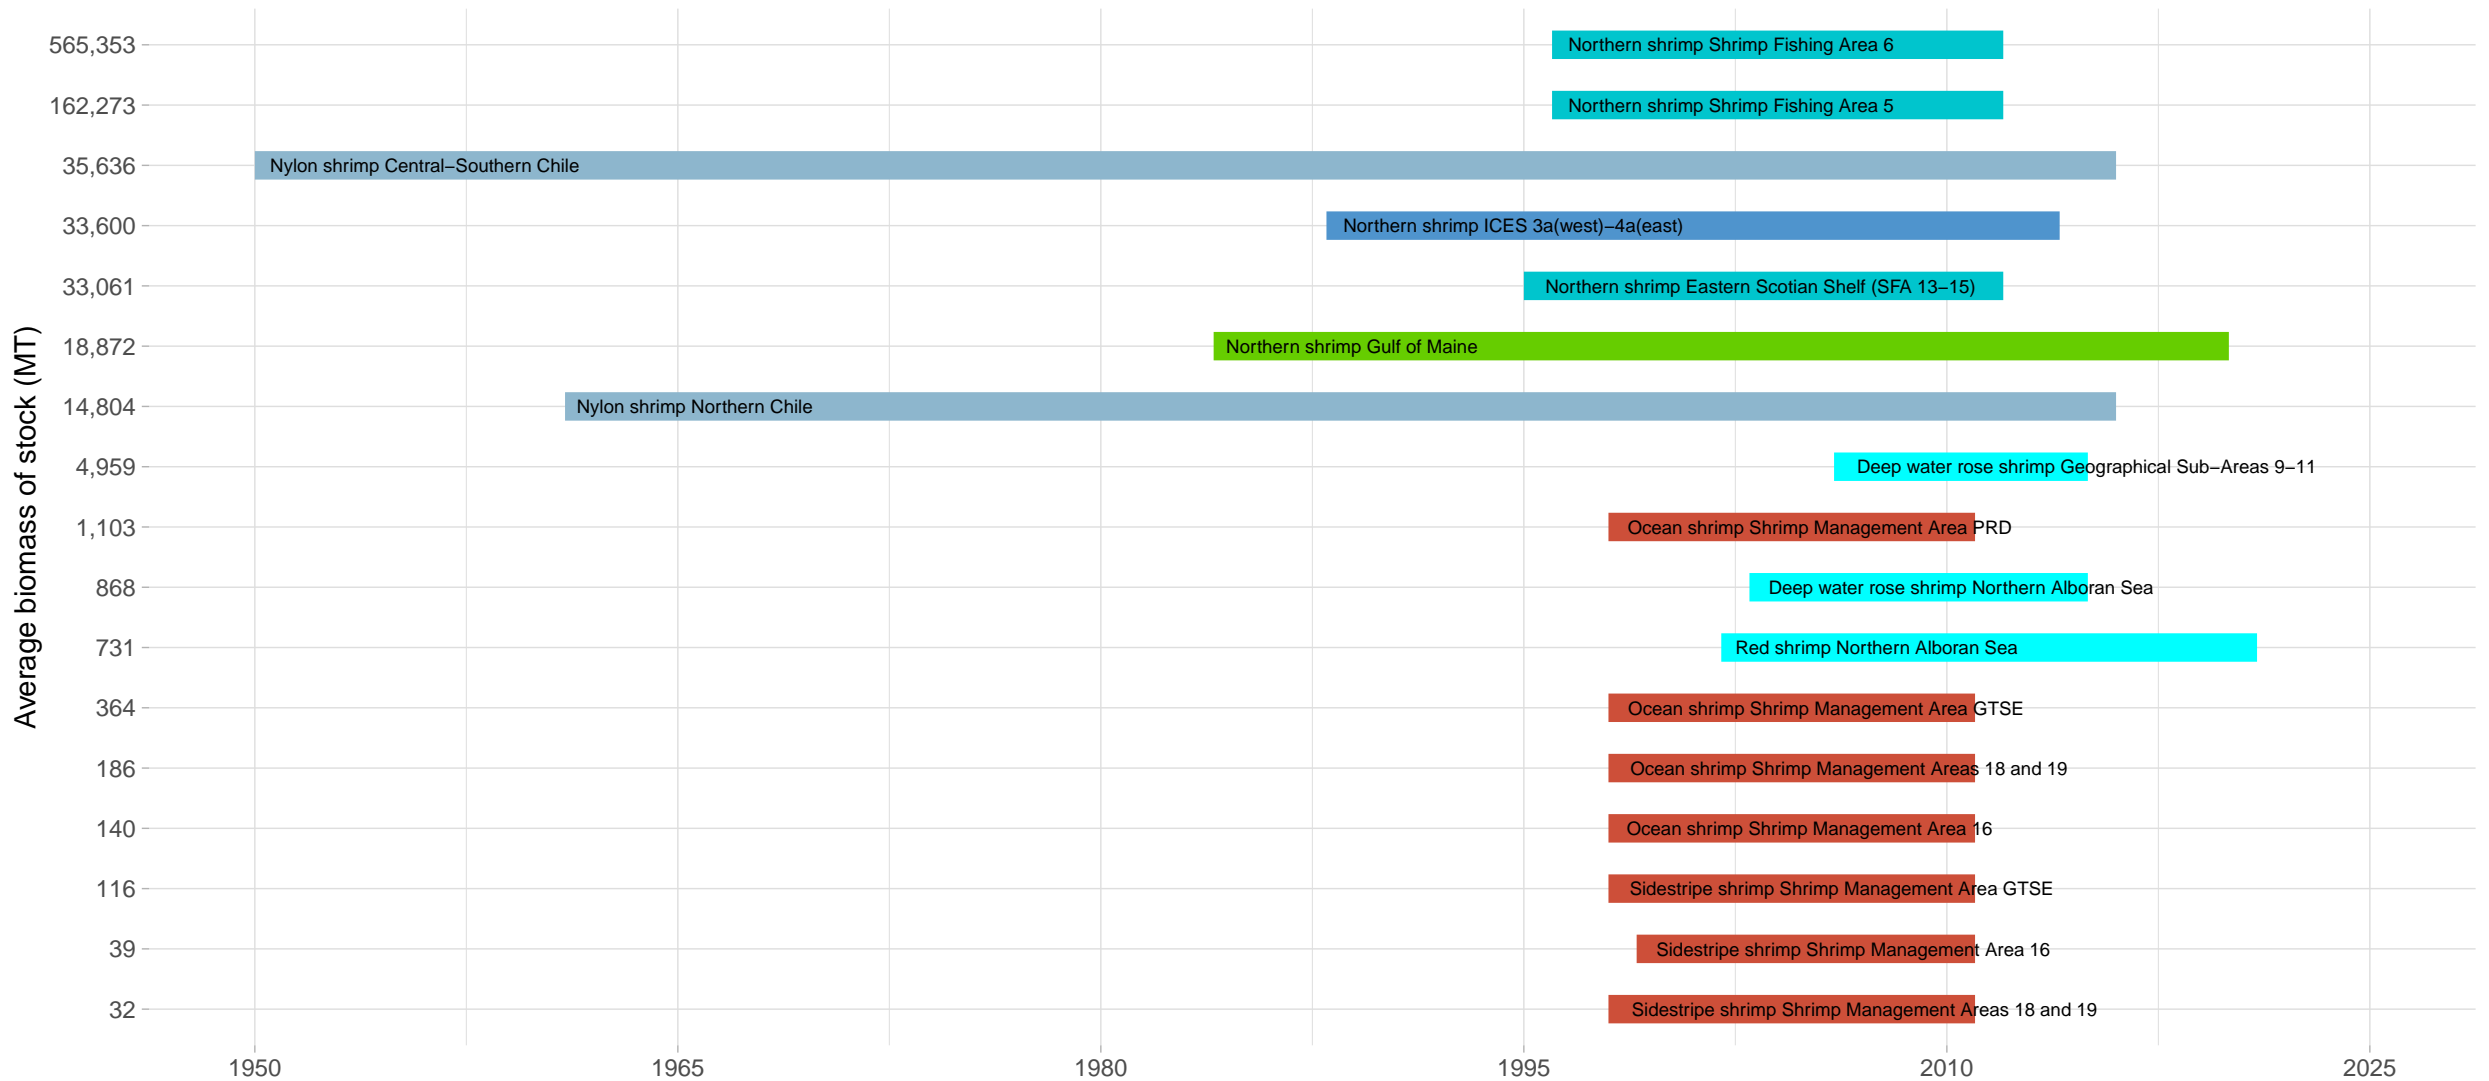 Average biomass of stock (MT)
565,353 Northern shrimp Shrimp Fishing Area 6
162,273 Northern shrimp Shrimp Fishing Area 5
35,636 Nylon shrimp Central−Southern Chile
33,600 Northern shrimp ICES 3a(west)−4a(east)
33,061 Northern shrimp Eastern Scotian Shelf (SFA 13−15)
18,872 Northern shrimp Gulf of Maine
14,804 Nylon shrimp Northern Chile
4,959 Deep water rose shrimp Geographical Sub−Areas 9−11
1,103 Ocean shrimp Shrimp Management Area PRD
868 Deep water rose shrimp Northern Alboran Sea
731 Red shrimp Northern Alboran Sea
364 Ocean shrimp Shrimp Management Area GTSE
186 Ocean shrimp Shrimp Management Areas 18 and 19
140 Ocean shrimp Shrimp Management Area 16
116 Sidestripe shrimp Shrimp Management Area GTSE
39 Sidestripe shrimp Shrimp Management Area 16
32 Sidestripe shrimp Shrimp Management Areas 18 and 19
1950 1965 1980 1995 2010 2025